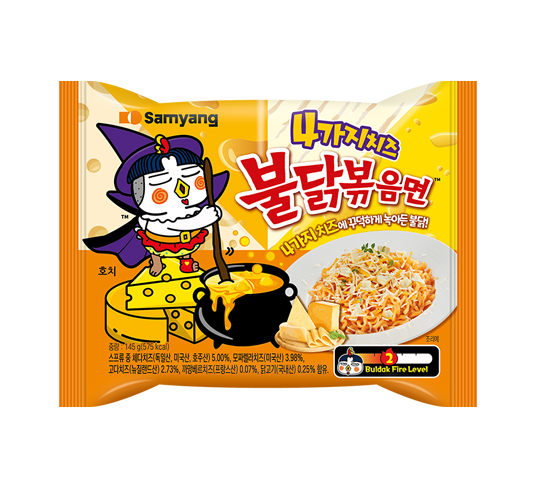 Samyang
4가지치즈
불닭볶음면
TM
4가지 치즈에 꾸덕하게 녹아든 불닭!
TM
호치
조리예
중량 : 145 g(575 kcal)
스프류 중 체다치즈(독일산, 미국산, 호주산) 5.00%, 모짜렐라치즈(미국산) 3.98%,
고다치즈(뉴질랜드산) 2.73%, 까망베르치즈(프랑스산) 0.07%, 닭고기(국내산) 0.25% 함유.
2
Buldak Fire Level